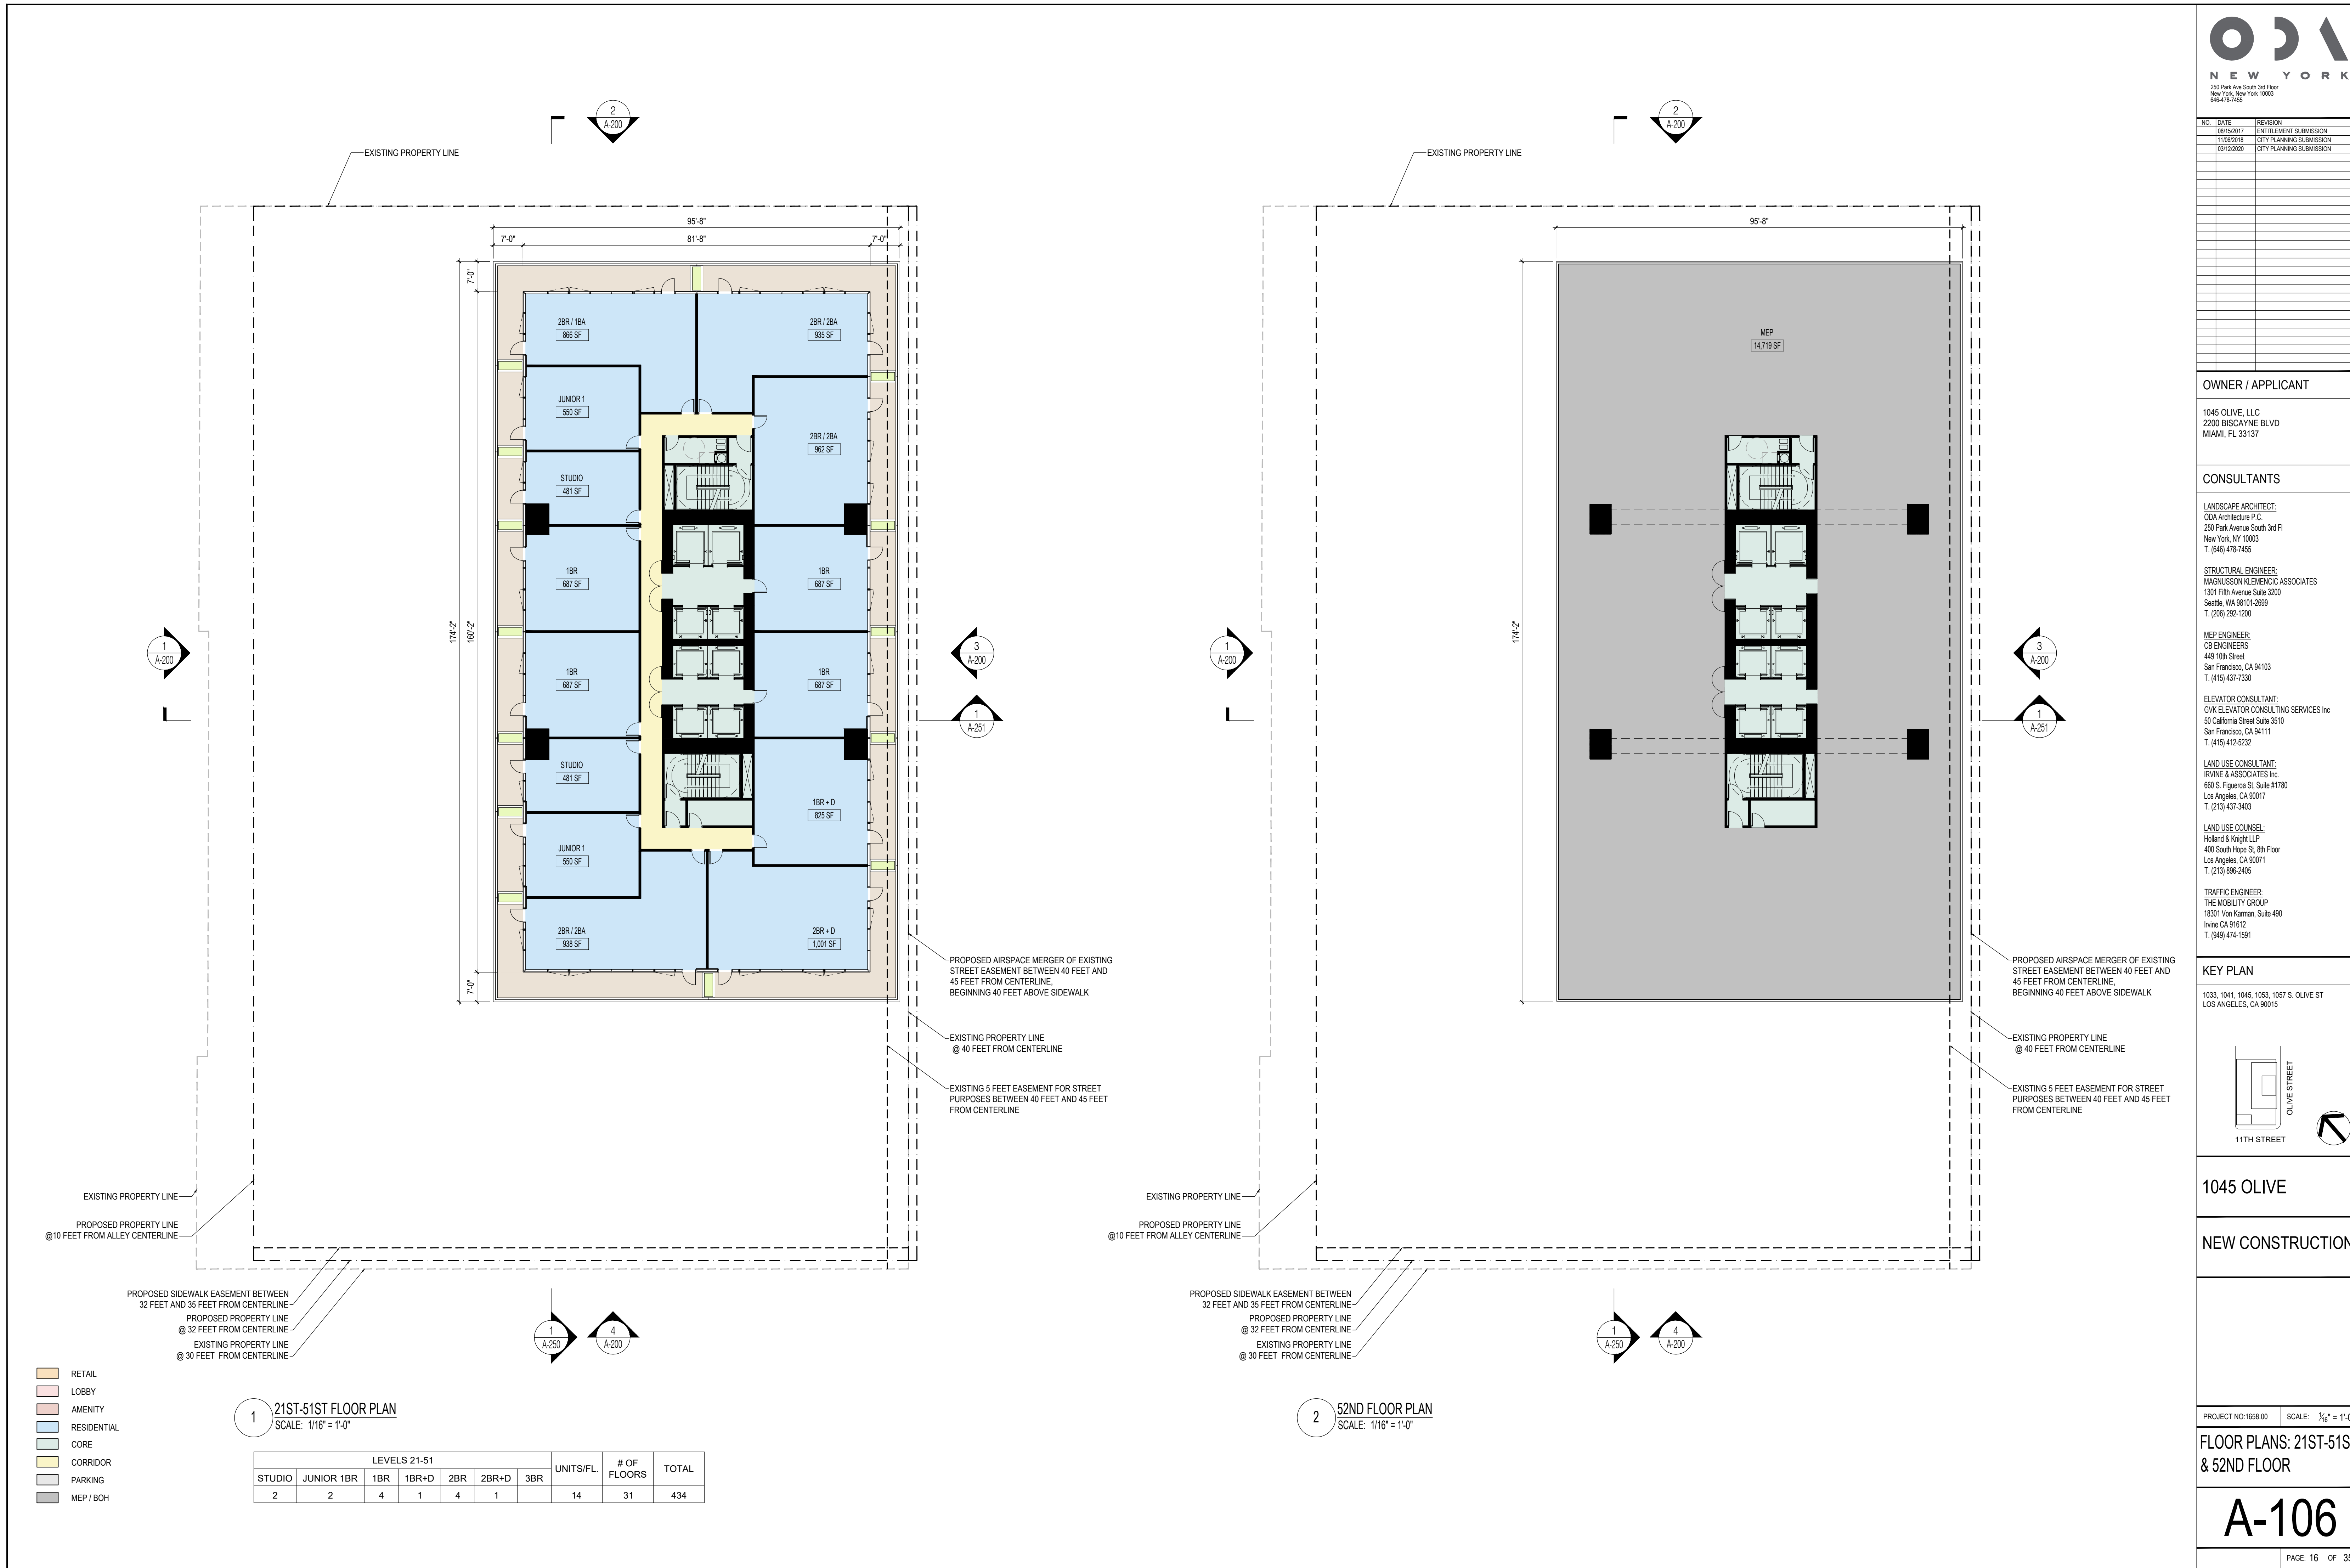 2
A-200
EXISTING PROPERTY LINE
95'-8"
7'-0"
81'-8"
7'-0"
7'-0"
174'-2"
160'-2"
7'-0"
2BR / 1BA
866 SF
2BR / 2BA
935 SF
JUNIOR 1
550 SF
2BR / 2BA
962 SF
STUDIO
481 SF
1BR
687 SF
1BR
687 SF
1BR
687 SF
1BR
687 SF
STUDIO
481 SF
1BR + D
825 SF
JUNIOR 1
550 SF
2BR / 2BA
938 SF
2BR + D
1,001 SF
1
A-200
3
A-200
1
A-251
PROPOSED AIRSPACE MERGER OF EXISTING
STREET EASEMENT BETWEEN 40 FEET AND
45 FEET FROM CENTERLINE,
BEGINNING 40 FEET ABOVE SIDEWALK
EXISTING PROPERTY LINE
@ 40 FEET FROM CENTERLINE
EXISTING 5 FEET EASEMENT FOR STREET
PURPOSES BETWEEN 40 FEET AND 45 FEET
FROM CENTERLINE
EXISTING PROPERTY LINE
PROPOSED PROPERTY LINE
@10 FEET FROM ALLEY CENTERLINE
PROPOSED SIDEWALK EASEMENT BETWEEN
32 FEET AND 35 FEET FROM CENTERLINE
PROPOSED PROPERTY LINE
@ 32 FEET FROM CENTERLINE
EXISTING PROPERTY LINE
@ 30 FEET FROM CENTERLINE
1
A-250
4
A-200
RETAIL
LOBBY
AMENITY
RESIDENTIAL
CORE
CORRIDOR
PARKING
MEP / BOH
1
21ST-51ST FLOOR PLAN
SCALE: 1/16" = 1'-0"
LEVELS 21-51 UNITS/FL. # OF FLOORS TOTAL
STUDIO JUNIOR 1BR 1BR 1BR+D 2BR 2BR+D 3BR
2 2 4 1 4 1 14 31 434
2
A-200
EXISTING PROPERTY LINE
95'-8"
174'-2"
MEP
14,719 SF
1
A-200
3
A-200
1
A-251
PROPOSED AIRSPACE MERGER OF EXISTING
STREET EASEMENT BETWEEN 40 FEET AND
45 FEET FROM CENTERLINE,
BEGINNING 40 FEET ABOVE SIDEWALK
EXISTING PROPERTY LINE
@ 40 FEET FROM CENTERLINE
EXISTING 5 FEET EASEMENT FOR STREET
PURPOSES BETWEEN 40 FEET AND 45 FEET
FROM CENTERLINE
EXISTING PROPERTY LINE
PROPOSED PROPERTY LINE
@10 FEET FROM ALLEY CENTERLINE
PROPOSED SIDEWALK EASEMENT BETWEEN
32 FEET AND 35 FEET FROM CENTERLINE
PROPOSED PROPERTY LINE
@ 32 FEET FROM CENTERLINE
EXISTING PROPERTY LINE
@ 30 FEET FROM CENTERLINE
1
A-250
4
A-200
2
52ND FLOOR PLAN
SCALE: 1/16" = 1'-0"
ODA
NEW YORK
250 Park Ave South 3rd Floor
New York, New York 10003
646-478-7455
NO. DATE REVISION
08/15/2017 ENTITLEMENT SUBMISSION
11/06/2018 CITY PLANNING SUBMISSION
03/12/2020 CITY PLANNING SUBMISSION
OWNER / APPLICANT
1045 OLIVE, LLC
2200 BISCAYNE BLVD
MIAMI, FL 33137
CONSULTANTS
LANDSCAPE ARCHITECT:
ODA Architecture P.C.
250 Park Avenue South 3rd Fl
New York, NY 10003
T. (646) 478-7455
STRUCTURAL ENGINEER:
MAGNUSSON KLEMENCIC ASSOCIATES
1301 Fifth Avenue Suite 3200
Seattle, WA 98101-2699
T. (206) 292-1200
MEP ENGINEER:
CB ENGINEERS
449 10th Street
San Francisco, CA 94103
T. (415) 437-7330
ELEVATOR CONSULTANT:
GVK ELEVATOR CONSULTING SERVICES Inc
50 California Street Suite 3510
San Francisco, CA 94111
T. (415) 412-5232
LAND USE CONSULTANT:
IRVINE & ASSOCIATES Inc.
660 S. Figueroa St, Suite #1780
Los Angeles, CA 90017
T. (213) 437-3403
LAND USE COUNSEL:
Holland & Knight LLP
400 South Hope St, 8th Floor
Los Angeles, CA 90071
T. (213) 896-2405
TRAFFIC ENGINEER:
THE MOBILITY GROUP
18301 Von Karman, Suite 490
Irvine CA 91612
T. (949) 474-1591
KEY PLAN
1033, 1041, 1045, 1053, 1057 S. OLIVE ST
LOS ANGELES, CA 90015
OLIVE STREET
11TH STREET
1045 OLIVE
NEW CONSTRUCTION
PROJECT NO:1658.00 SCALE: 1/16" = 1'-0
FLOOR PLANS: 21ST-51S
& 52ND FLOOR
A-106
PAGE: 16 OF 35